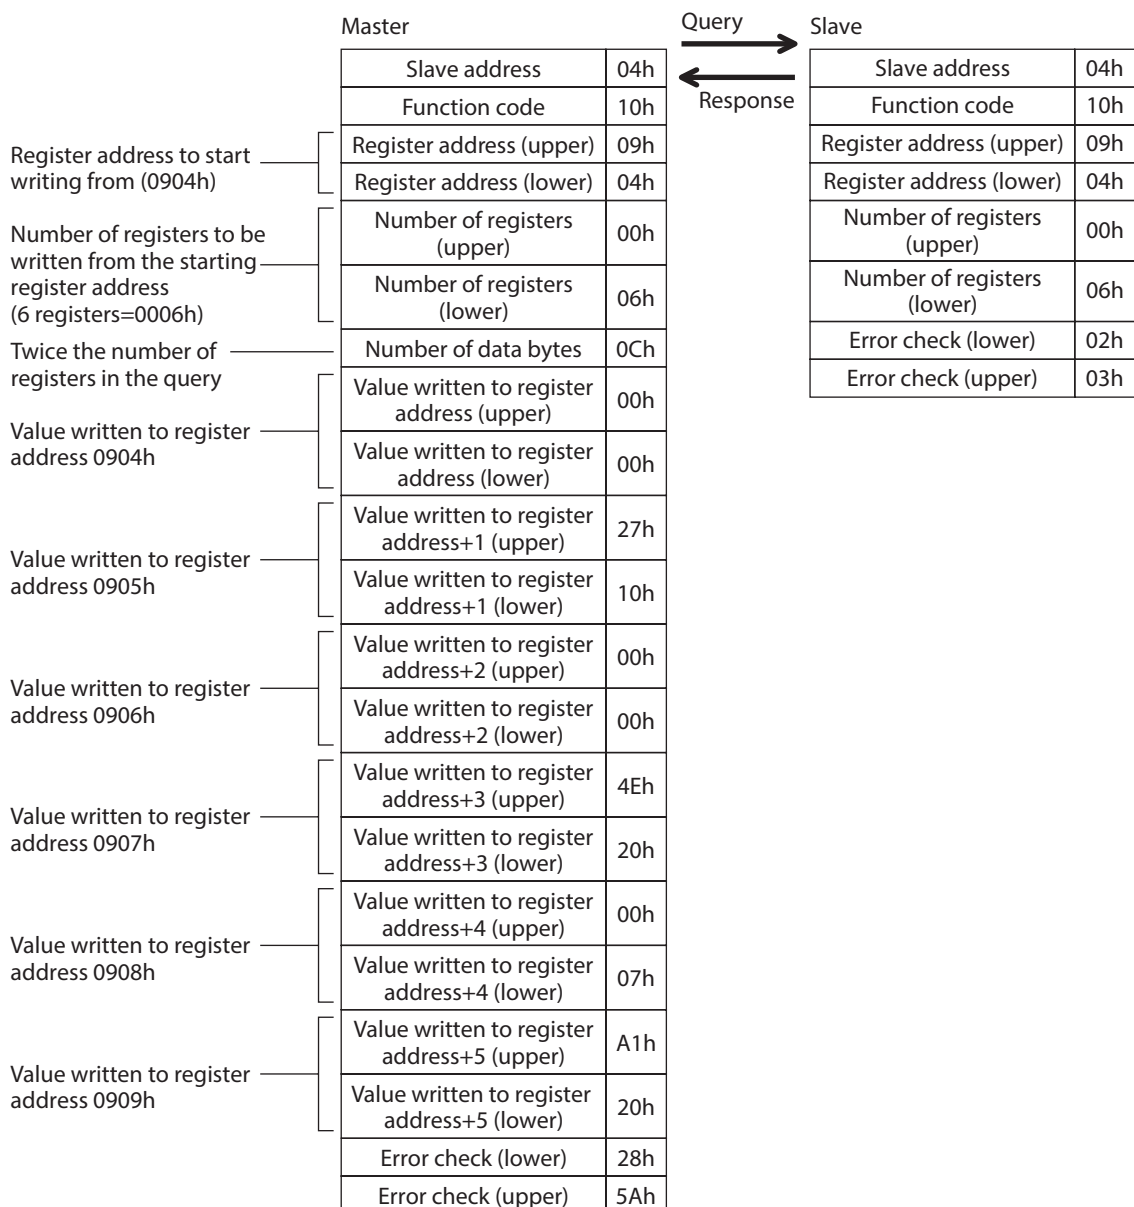 Master
Query
Slave
Response
Slave address 04h
Function code 10h
Register address (upper) 09h
Register address (lower) 04h
Number of registers
(upper) 00h
Number of registers
(lower) 06h
Number of data bytes 0Ch
Value written to register
address (upper) 00h
Value written to register
address (lower) 00h
Value written to register
address+1 (upper) 27h
Value written to register
address+1 (lower) 10h
Value written to register
address+2 (upper) 00h
Value written to register
address+2 (lower) 00h
Value written to register
address+3 (upper) 4Eh
Value written to register
address+3 (lower) 20h
Value written to register
address+4 (upper) 00h
Value written to register
address+4 (lower) 07h
Value written to register
address+5 (upper) A1h
Value written to register
address+5 (lower) 20h
Error check (lower) 28h
Error check (upper) 5Ah
Register address to start
writing from (0904h)
Number of registers to be
written from the starting
register address
(6 registers=0006h)
Twice the number of
registers in the query
Value written to register
address 0904h
Value written to register
address 0905h
Value written to register
address 0906h
Value written to register
address 0907h
Value written to register
address 0908h
Value written to register
address 0909h
Slave address 04h
Function code 10h
Register address (upper) 09h
Register address (lower) 04h
Number of registers
(upper) 00h
Number of registers
(lower) 06h
Error check (lower) 02h
Error check (upper) 03h